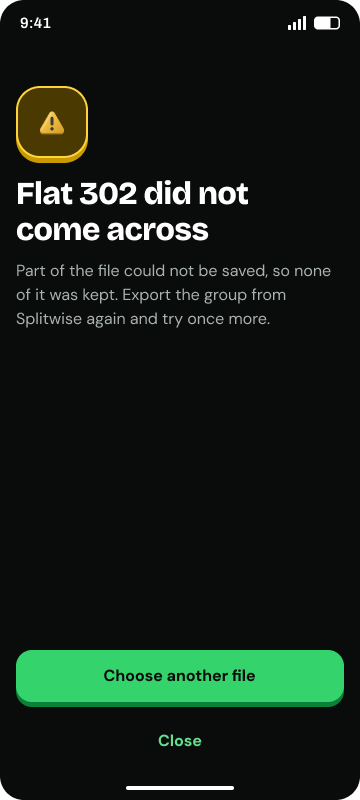 9:41
Flat 302 did not
come across
Part of the file could not be saved, so none
of it was kept. Export the group from
Splitwise again and try once more.
Choose another file
Close